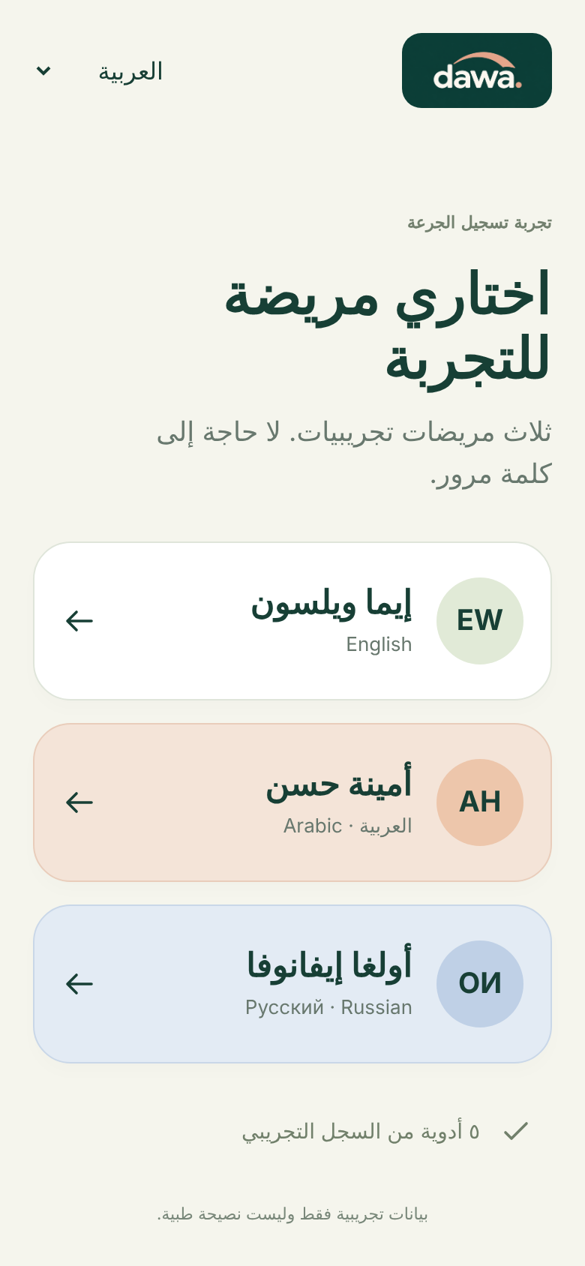 dawa.
العربية
تجربة تسجيل الجرعة
اختاري مريضة
للتجربة
ثلاث مريضات تجريبيات. لا حاجة إلى
كلمة مرور.
EW
إيما ويلسون
English
AH
أمينة حسن
العربية · Arabic
ОИ
أولغا إيفانوفا
Русский · Russian
٥ أدوية من السجل التجريبي
بيانات تجريبية فقط وليست نصيحة طبية.